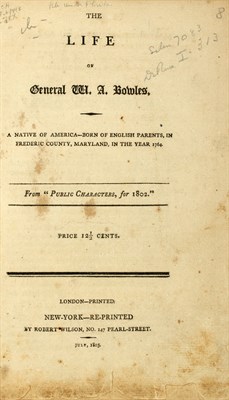 THE
LIFE
OF
General W. A. Bowles,
A NATIVE OF AMERICA—BORN OF ENGLISH PARENTS, IN
FREDERIC COUNTY, MARYLAND, IN THE YEAR 1764.
From "PUBLIC CHARACTERS, for 1802."
PRICE 12½ CENTS.
LONDON—PRINTED:
NEW-YORK—RE-PRINTED
BY ROBERT WILSON, NO. 147 PEARL-STREET.
JULY, 1803.